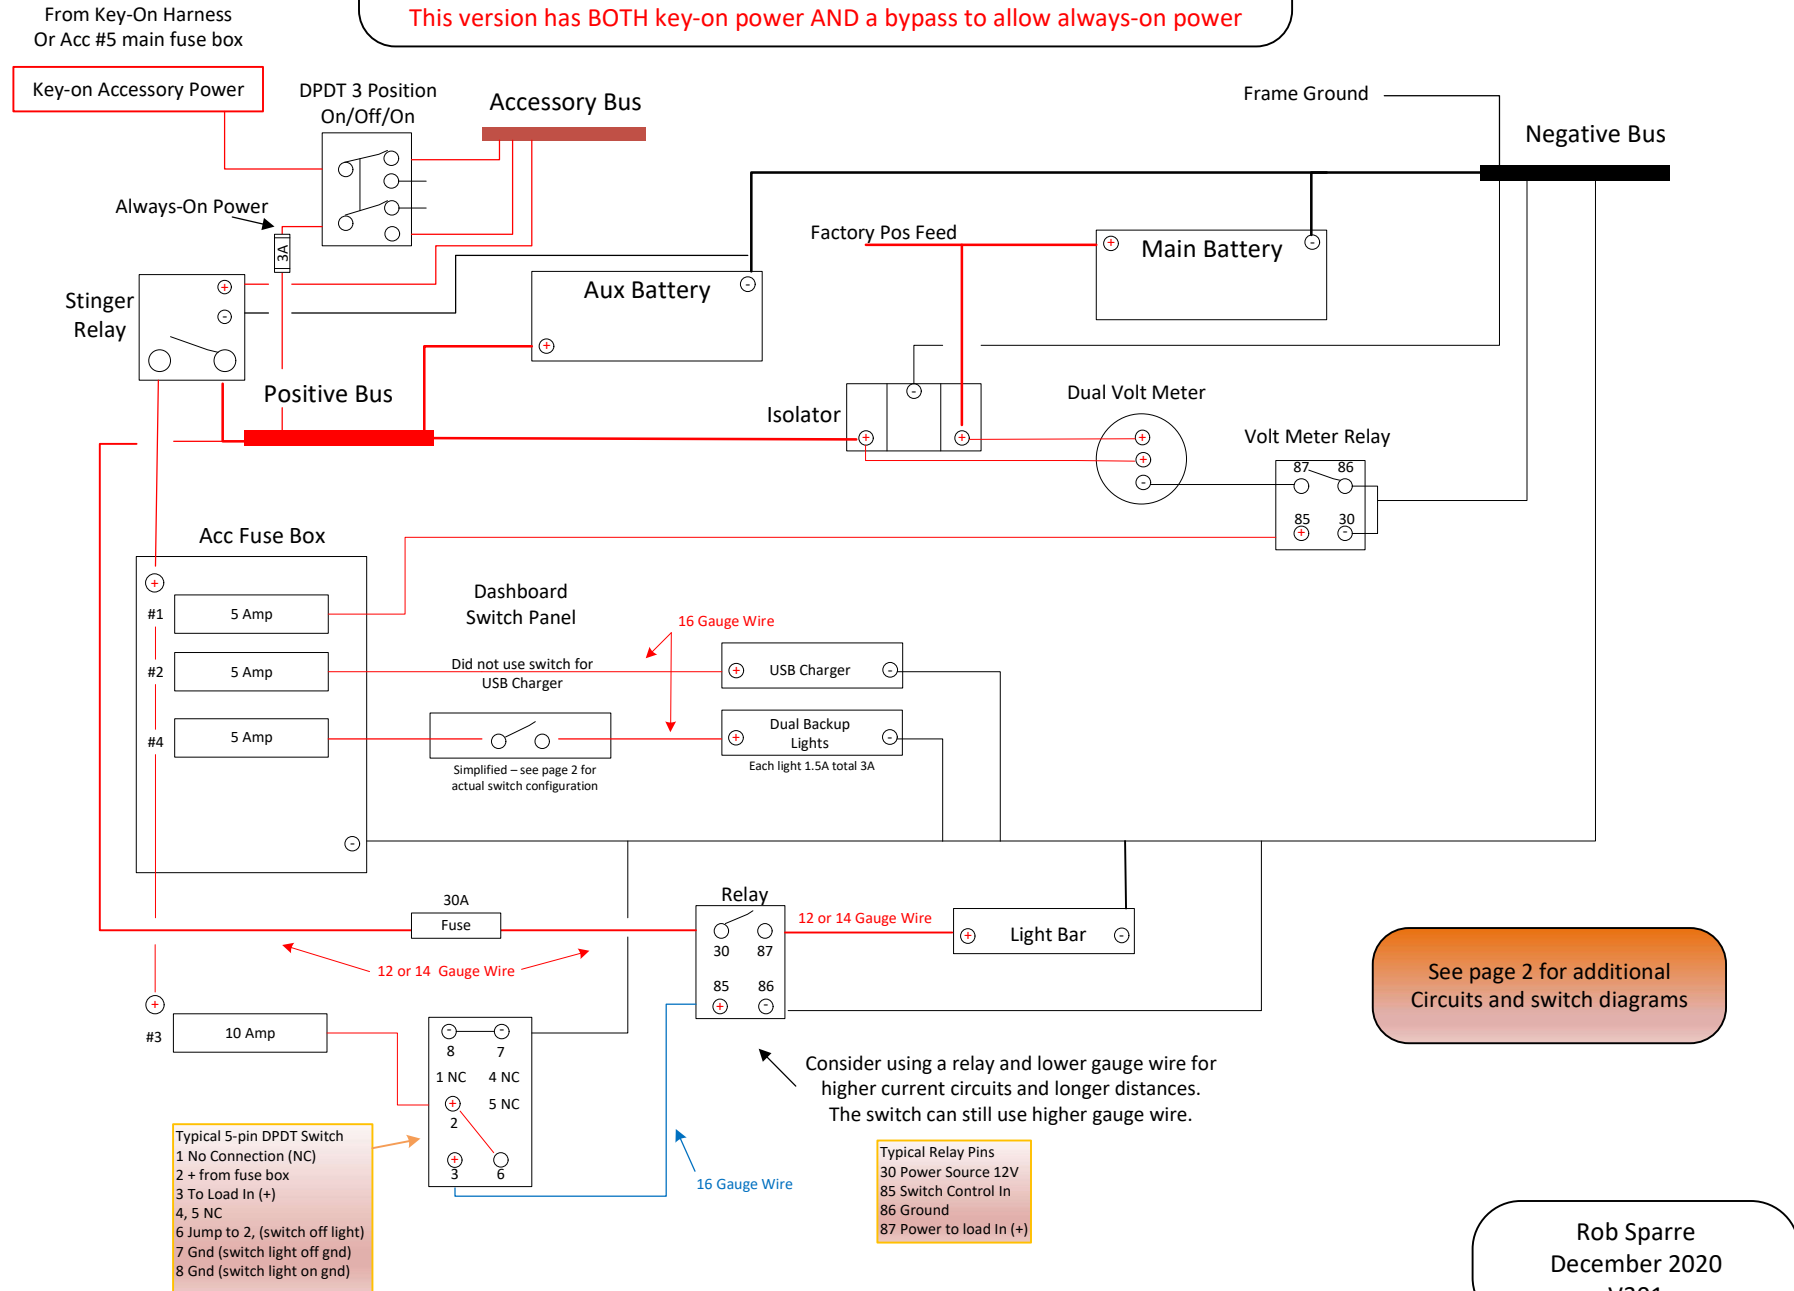 This version has BOTH key-on power AND a bypass to allow always-on power
From Key-On Harness
Or Acc #5 main fuse box
Key-on Accessory Power
DPDT 3 Position
On/Off/On
Accessory Bus
Frame Ground
Negative Bus
Always-On Power
3A
Factory Pos Feed
+
Main Battery
-
Stinger
Relay
+
-
Aux Battery
-
+
Positive Bus
Isolator
-
+
+
Dual Volt Meter
+
+
-
Volt Meter Relay
87
86
85
30
+
-
Acc Fuse Box
+
#1
5 Amp
Dashboard
Switch Panel
16 Gauge Wire
#2
5 Amp
Did not use switch for
USB Charger
+
USB Charger
-
#4
5 Amp
Simplified – see page 2 for
actual switch configuration
+
Dual Backup
Lights
-
Each light 1.5A total 3A
-
30A
Fuse
12 or 14 Gauge Wire
Relay
30
87
85
86
+
-
12 or 14 Gauge Wire
+
Light Bar
-
See page 2 for additional
Circuits and switch diagrams
+
#3
10 Amp
-
-
8
7
1 NC
4 NC
5 NC
+
2
+
3
6
16 Gauge Wire
Consider using a relay and lower gauge wire for
higher current circuits and longer distances.
The switch can still use higher gauge wire.
Typical 5-pin DPDT Switch
1 No Connection (NC)
2 + from fuse box
3 To Load In (+)
4, 5 NC
6 Jump to 2, (switch off light)
7 Gnd (switch light off gnd)
8 Gnd (switch light on gnd)
Typical Relay Pins
30 Power Source 12V
85 Switch Control In
86 Ground
87 Power to load In (+)
Rob Sparre
December 2020